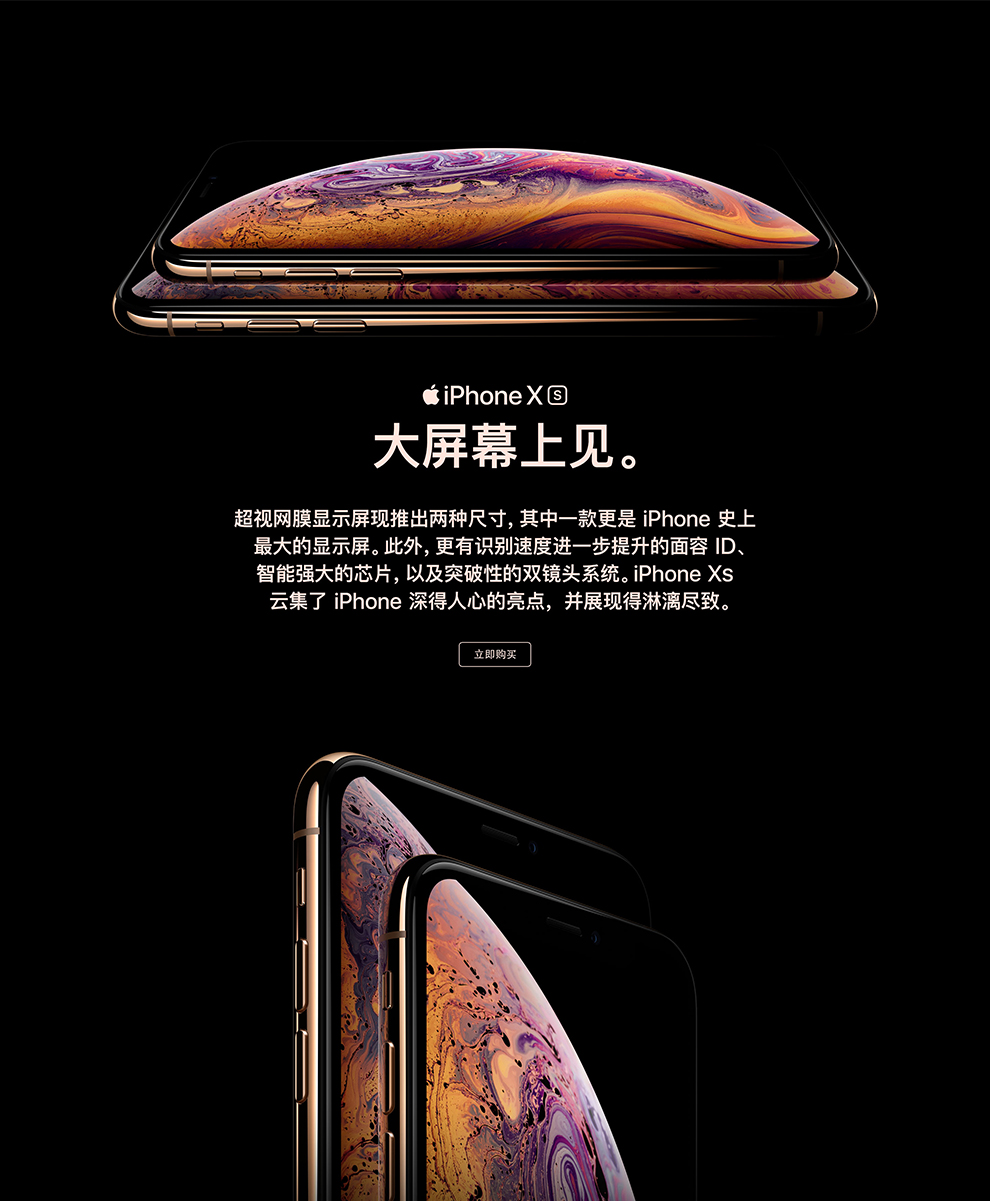 iPhone XS
大屏幕上见。
超视网膜显示屏现推出两种尺寸，其中一款更是 iPhone 史上
最大的显示屏。此外，更有识别速度进一步提升的面容 ID、
智能强大的芯片，以及突破性的双镜头系统。iPhone Xs
云集了 iPhone 深得人心的亮点，并展现得淋漓尽致。
立即购买